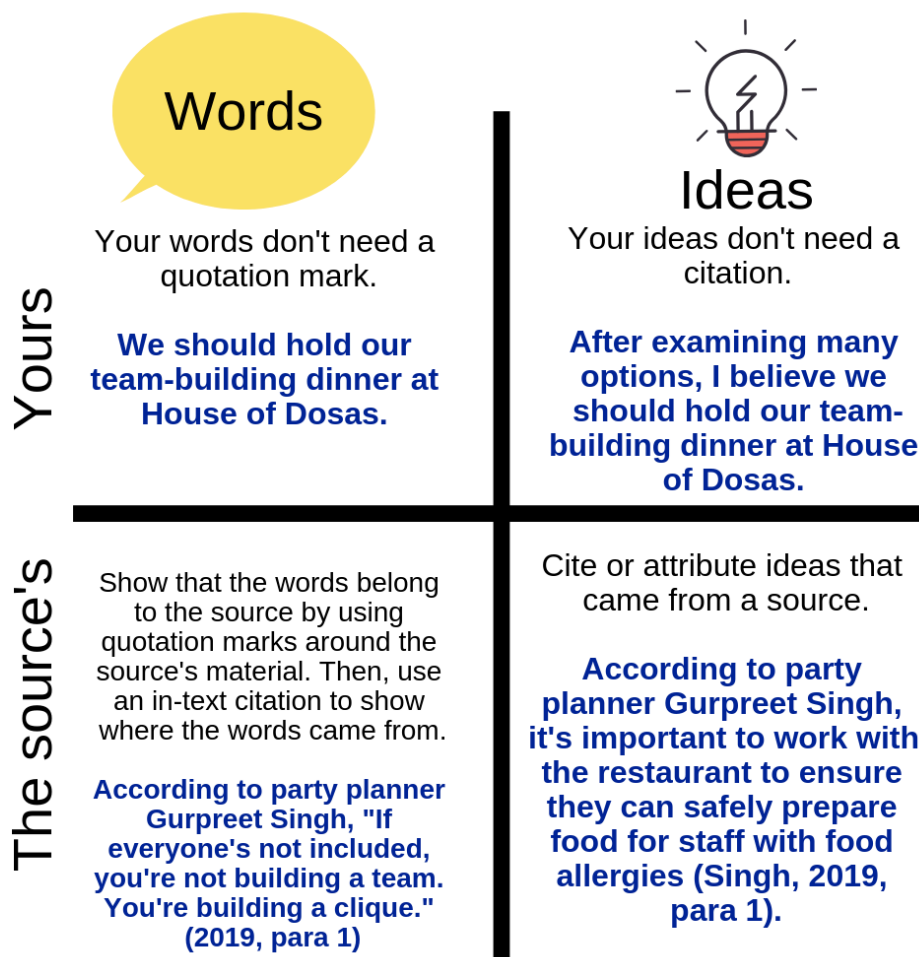 Words
Ideas
Yours
Your words don't need a
quotation mark.
We should hold our
team-building dinner at
House of Dosas.
Your ideas don't need a
citation.
After examining many
options, I believe we
should hold our team-
building dinner at House
of Dosas.
The source's
Show that the words belong
to the source by using
quotation marks around the
source's material. Then, use
an in-text citation to show
where the words came from.
According to party planner
Gurpreet Singh, "If
everyone's not included,
you're not building a team.
You're building a clique."
(2019, para 1)
Cite or attribute ideas that
came from a source.
According to party
planner Gurpreet Singh,
it's important to work with
the restaurant to ensure
they can safely prepare
food for staff with food
allergies (Singh, 2019,
para 1).